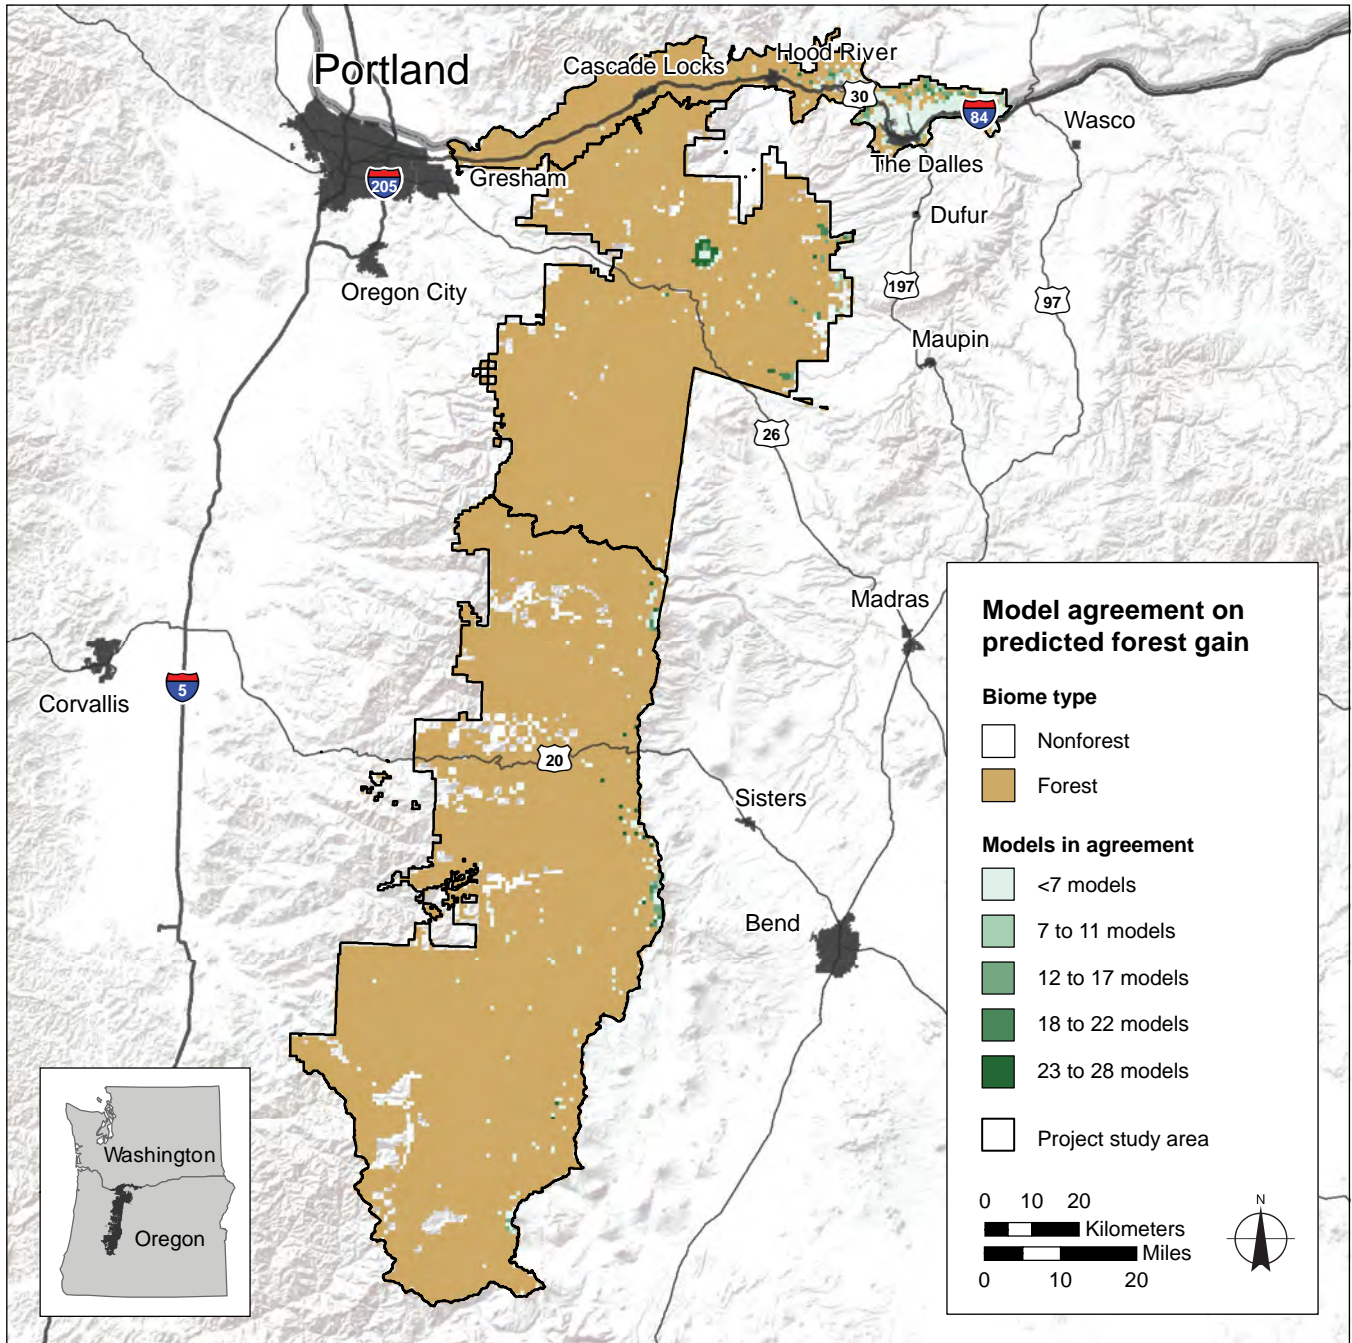 Portland
Cascade Locks
Hood River
30
84
Wasco
The Dalles
Gresham
205
Dufur
Oregon City
197
97
Maupin
26
Madras
Corvallis
5
20
Sisters
Bend
Model agreement on
predicted forest gain
Biome type
Nonforest
Forest
Models in agreement
<7 models
7 to 11 models
12 to 17 models
18 to 22 models
23 to 28 models
Project study area
0 10 20
Kilometers
Miles
0 10 20
N
Washington
Oregon